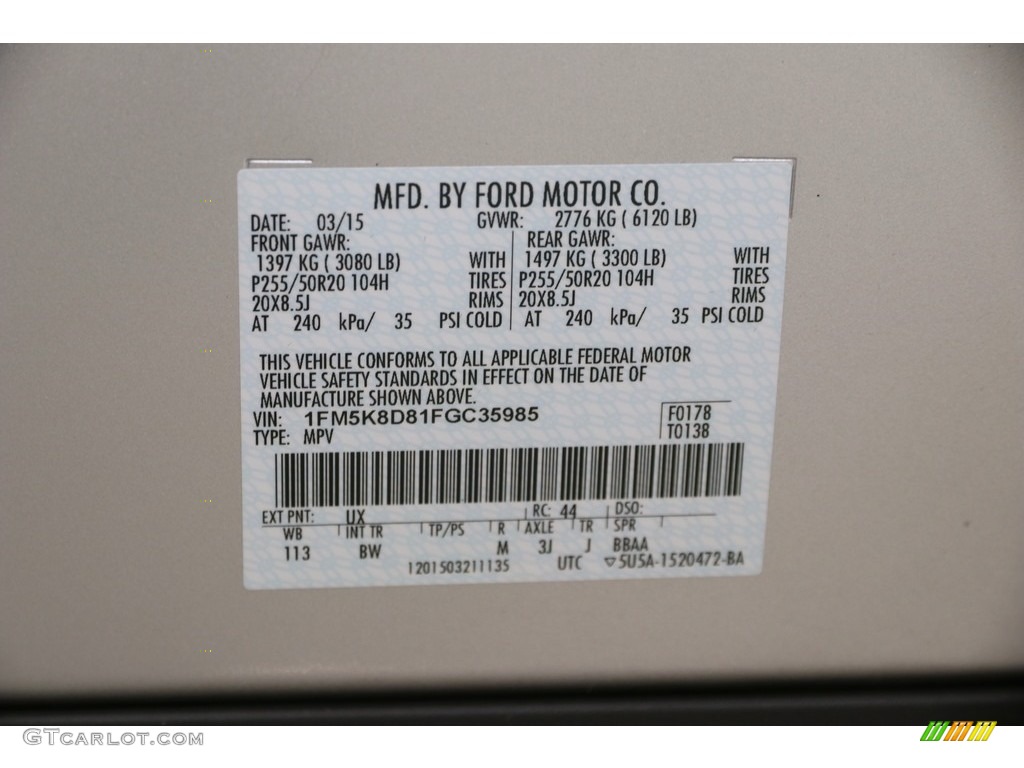 MFD. BY FORD MOTOR CO.
DATE: 03/15 GVWR: 2776 KG ( 6120 LB)
FRONT GAWR: REAR GAWR:
1397 KG ( 3080 LB) WITH 1497 KG ( 3300 LB) WITH
P255/50R20 104H TIRES P255/50R20 104H TIRES
20X8.5J RIMS 20X8.5J RIMS
AT 240 kPa/ 35 PSI COLD AT 240 kPa/ 35 PSI COLD
THIS VEHICLE CONFORMS TO ALL APPLICABLE FEDERAL MOTOR
VEHICLE SAFETY STANDARDS IN EFFECT ON THE DATE OF
MANUFACTURE SHOWN ABOVE.
VIN: 1FM5K8D81FGC35985 F0178
TYPE: MPV T0138
EXT PNT: UX RC: 44 DSO:
WB INT TR TP/PS R AXLE TR SPR
113 BW M 3J J BBAA
1201503211135 UTC ▽5U5A-1520472-BA
GTCarlot.com